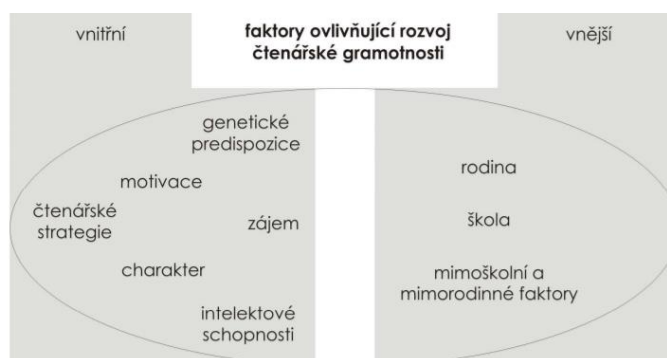 vnitřní
faktory ovlivňující rozvoj
čtenářské gramotnosti
vnější
genetické
predispozice
motivace
čtenářské
strategie
zájem
charakter
intelektové
schopnosti
rodina
škola
mimoškolní a
mimorodinné faktory